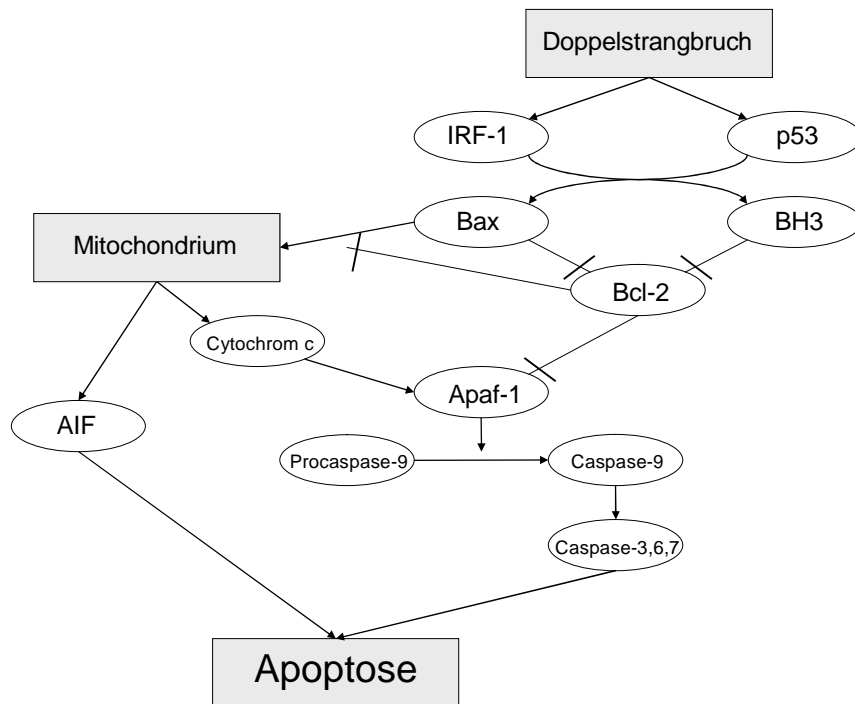 Doppelstrangbruch
IRF-1
p53
Bax
BH3
Mitochondrium
Bcl-2
Cytochrom c
Apaf-1
AIF
Procaspase-9
Caspase-9
Caspase-3,6,7
Apoptose